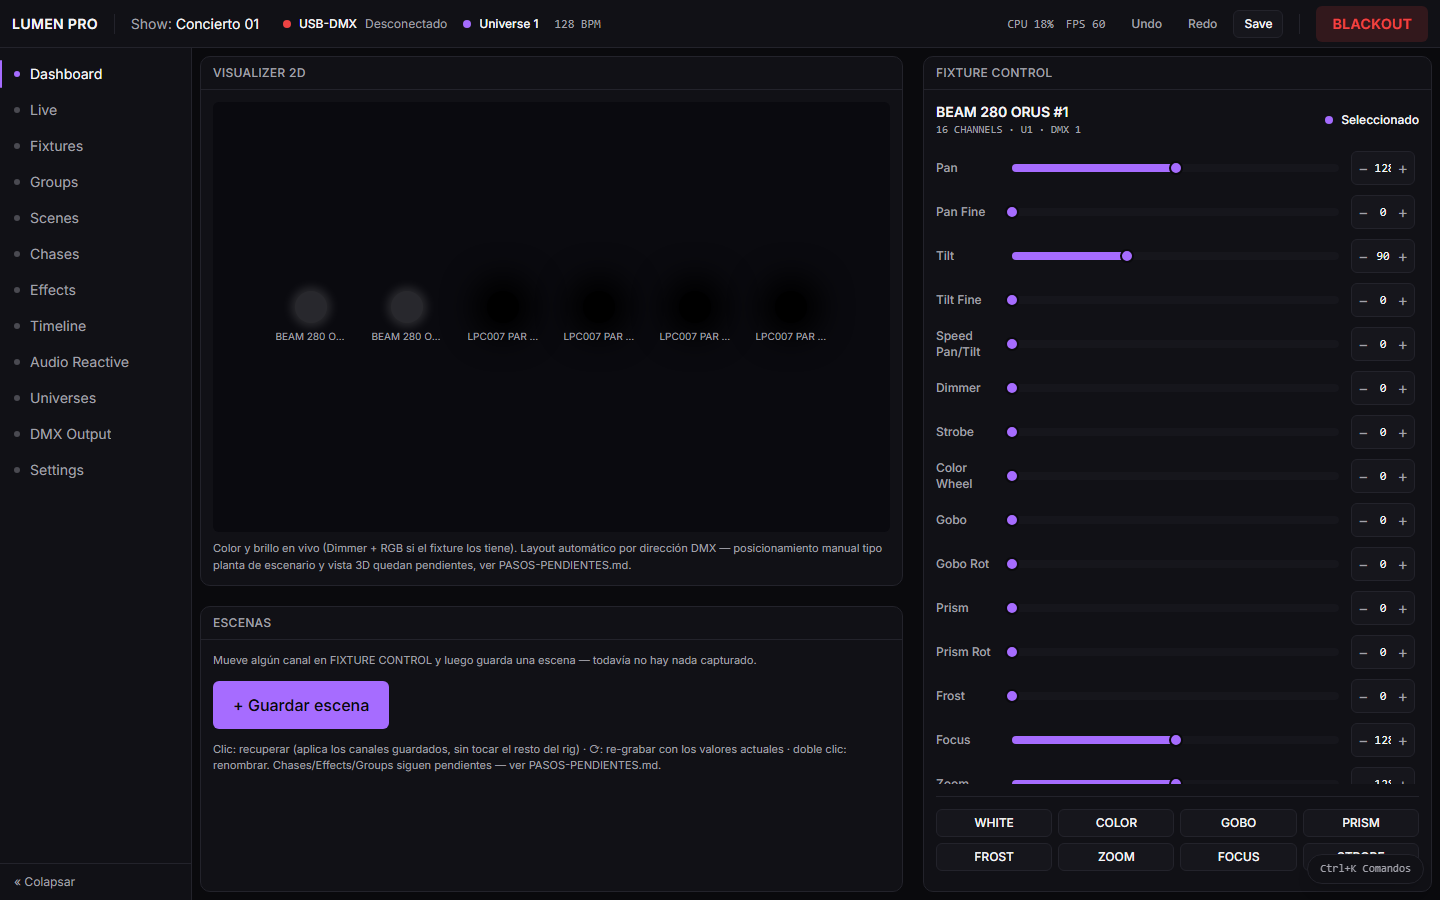 LUMEN PRO
Show: Concierto 01
USB-DMX Desconectado
Universe 1
128 BPM
CPU 18%
FPS 60
Undo
Redo
Save
BLACKOUT
Dashboard
Live
Fixtures
Groups
Scenes
Chases
Effects
Timeline
Audio Reactive
Universes
DMX Output
Settings
« Colapsar
VISUALIZER 2D
BEAM 280 O...
BEAM 280 O...
LPC007 PAR ...
LPC007 PAR ...
LPC007 PAR ...
LPC007 PAR ...
Color y brillo en vivo (Dimmer + RGB si el fixture los tiene). Layout automático por dirección DMX — posicionamiento manual tipo
planta de escenario y vista 3D quedan pendientes, ver PASOS-PENDIENTES.md.
ESCENAS
Mueve algún canal en FIXTURE CONTROL y luego guarda una escena — todavía no hay nada capturado.
+ Guardar escena
Clic: recuperar (aplica los canales guardados, sin tocar el resto del rig) · ⟳: re-grabar con los valores actuales · doble clic:
renombrar. Chases/Effects/Groups siguen pendientes — ver PASOS-PENDIENTES.md.
FIXTURE CONTROL
BEAM 280 ORUS #1
16 CHANNELS · U1 · DMX 1
Seleccionado
Pan − 128 +
Pan Fine − 0 +
Tilt − 90 +
Tilt Fine − 0 +
Speed
Pan/Tilt − 0 +
Dimmer − 0 +
Strobe − 0 +
Color
Wheel − 0 +
Gobo − 0 +
Gobo Rot − 0 +
Prism − 0 +
Prism Rot − 0 +
Frost − 0 +
Focus − 128 +
Zoom − 128 +
WHITE
COLOR
GOBO
PRISM
FROST
ZOOM
FOCUS
STROBE
Ctrl+K Comandos